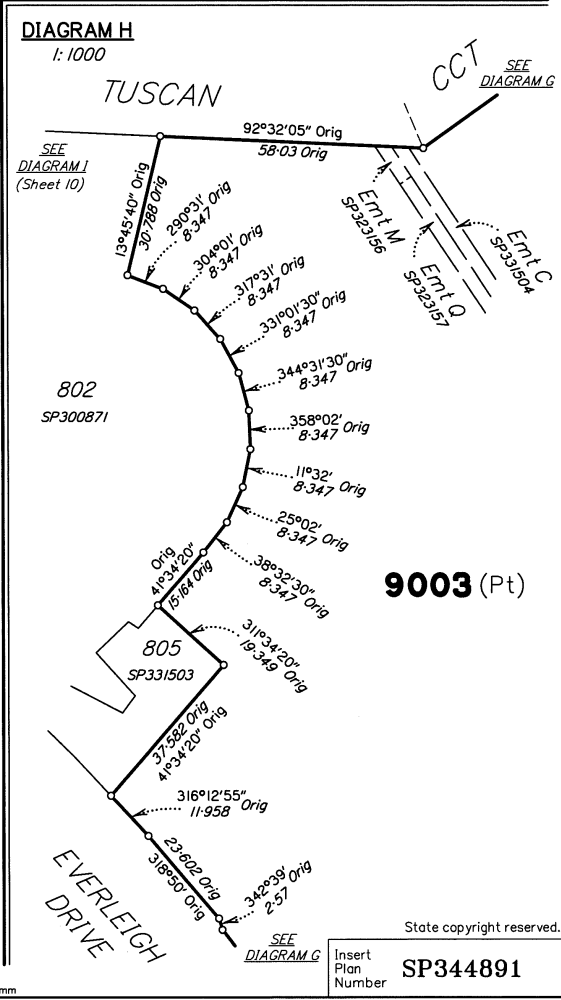 DIAGRAM H
1:1000
TUSCAN
CCT
SEE
DIAGRAM G
92°32'05" Orig
58·03 Orig
SEE
DIAGRAM I
(Sheet 10)
13°45'40" Orig
30·788 Orig
290°31' Orig
8·347
304°01' Orig
8·347
317°31' Orig
8·347
331°01'30" Orig
8·347
344°31'30" Orig
8·347
358°02' Orig
8·347
11°32' Orig
8·347
25°02' Orig
8·347
38°32'30" Orig
8·347
Emt M
SP323156
Emt Q
SP323157
Emt C
SP331504
802
SP300871
Orig
41°34'20"
15·164 Orig
9003 (Pt)
805
SP331503
311°34'20" Orig
19·349
37·582 Orig
41°34'20" Orig
316°12'55" Orig
11·958
23·602 Orig
318°50' Orig
342°39' Orig
2·57
EVERLEIGH
DRIVE
SEE
DIAGRAM G
State copyright reserved.
Insert
Plan
Number
SP344891
mm